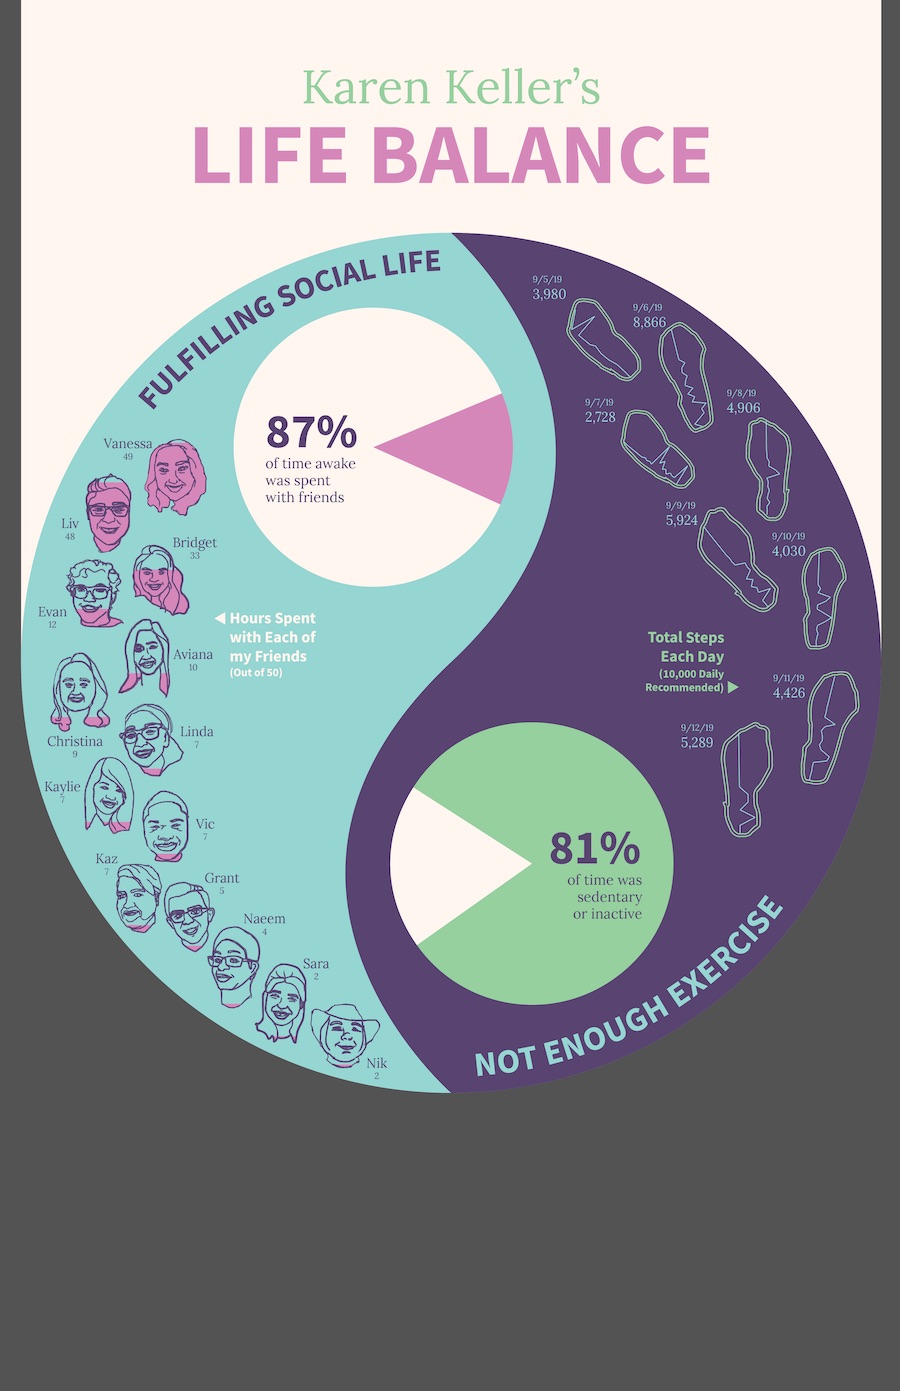 Karen Keller’s
LIFE BALANCE
FULFILLING SOCIAL LIFE
87%
of time awake
was spent
with friends
Vanessa
49
Liv
48
Bridget
33
Evan
12
Aviana
10
Christina
9
Linda
7
Kaylie
7
Vic
7
Kaz
7
Grant
5
Naeem
4
Sara
2
Nik
2
Hours Spent
with Each of
my Friends
(Out of 50)
9/5/19
3,980
9/6/19
8,866
9/7/19
2,728
9/8/19
4,906
9/9/19
5,924
9/10/19
4,030
9/11/19
4,426
9/12/19
5,289
Total Steps
Each Day
(10,000 Daily
Recommended)
81%
of time was
sedentary
or inactive
NOT ENOUGH EXERCISE